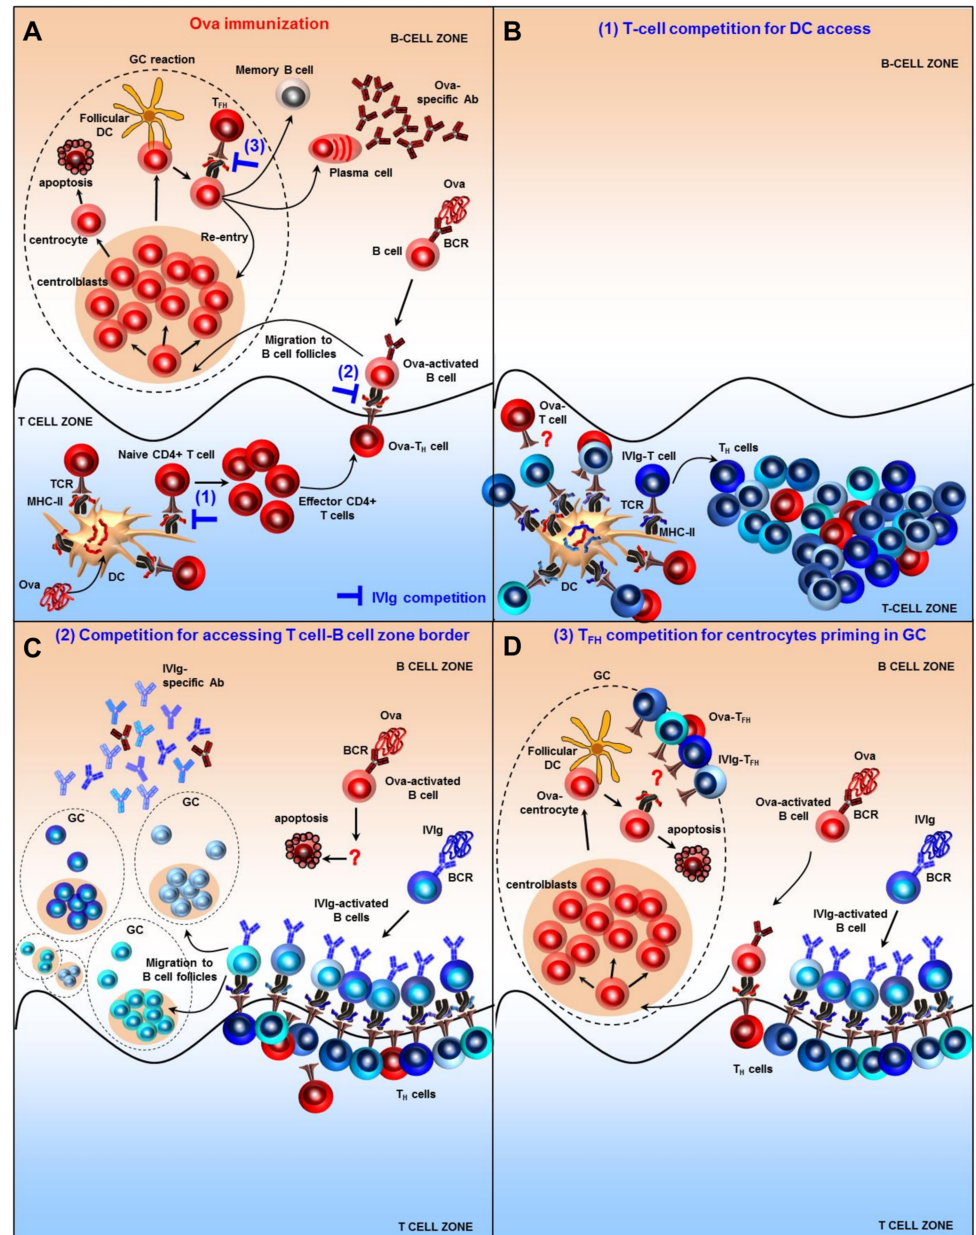 A
Ova immunization
B-CELL ZONE
GC reaction
Memory B cell
Ova-
specific Ab
TFH
Follicular
DC
(3)
apoptosis
Plasma cell
Ova
centrocyte
Re-entry
B cell
BCR
centrolblasts
Migration to
B cell follicles
Ova-activated
B cell
(2)
T CELL ZONE
Naive CD4+ T cell
Ova-TH cell
TCR
MHC-II
(1)
Effector CD4+
T cells
Ova
DC
IVIg competition
B
(1) T-cell competition for DC access
B-CELL ZONE
Ova-
T cell
?
IVIg-T cell
TH cells
TCR
MHC-II
DC
T-CELL ZONE
C
(2) Competition for accessing T cell-B cell zone border
B CELL ZONE
IVIg-
specific Ab
Ova
BCR
Ova-activated
B cell
GC
GC
apoptosis
?
IVIg
BCR
IVIg-activated
B cells
GC
Migration to
B cell follicles
TH cells
T CELL ZONE
D
(3) TFH competition for centrocytes priming in GC
B CELL ZONE
GC
Ova-TFH
Follicular
DC
IVIg-TFH
?
Ova
Ova-
centrocyte
Ova-activated
B cell
BCR
apoptosis
IVIg
BCR
centrolblasts
IVIg-activated
B cell
TH cells
T CELL ZONE